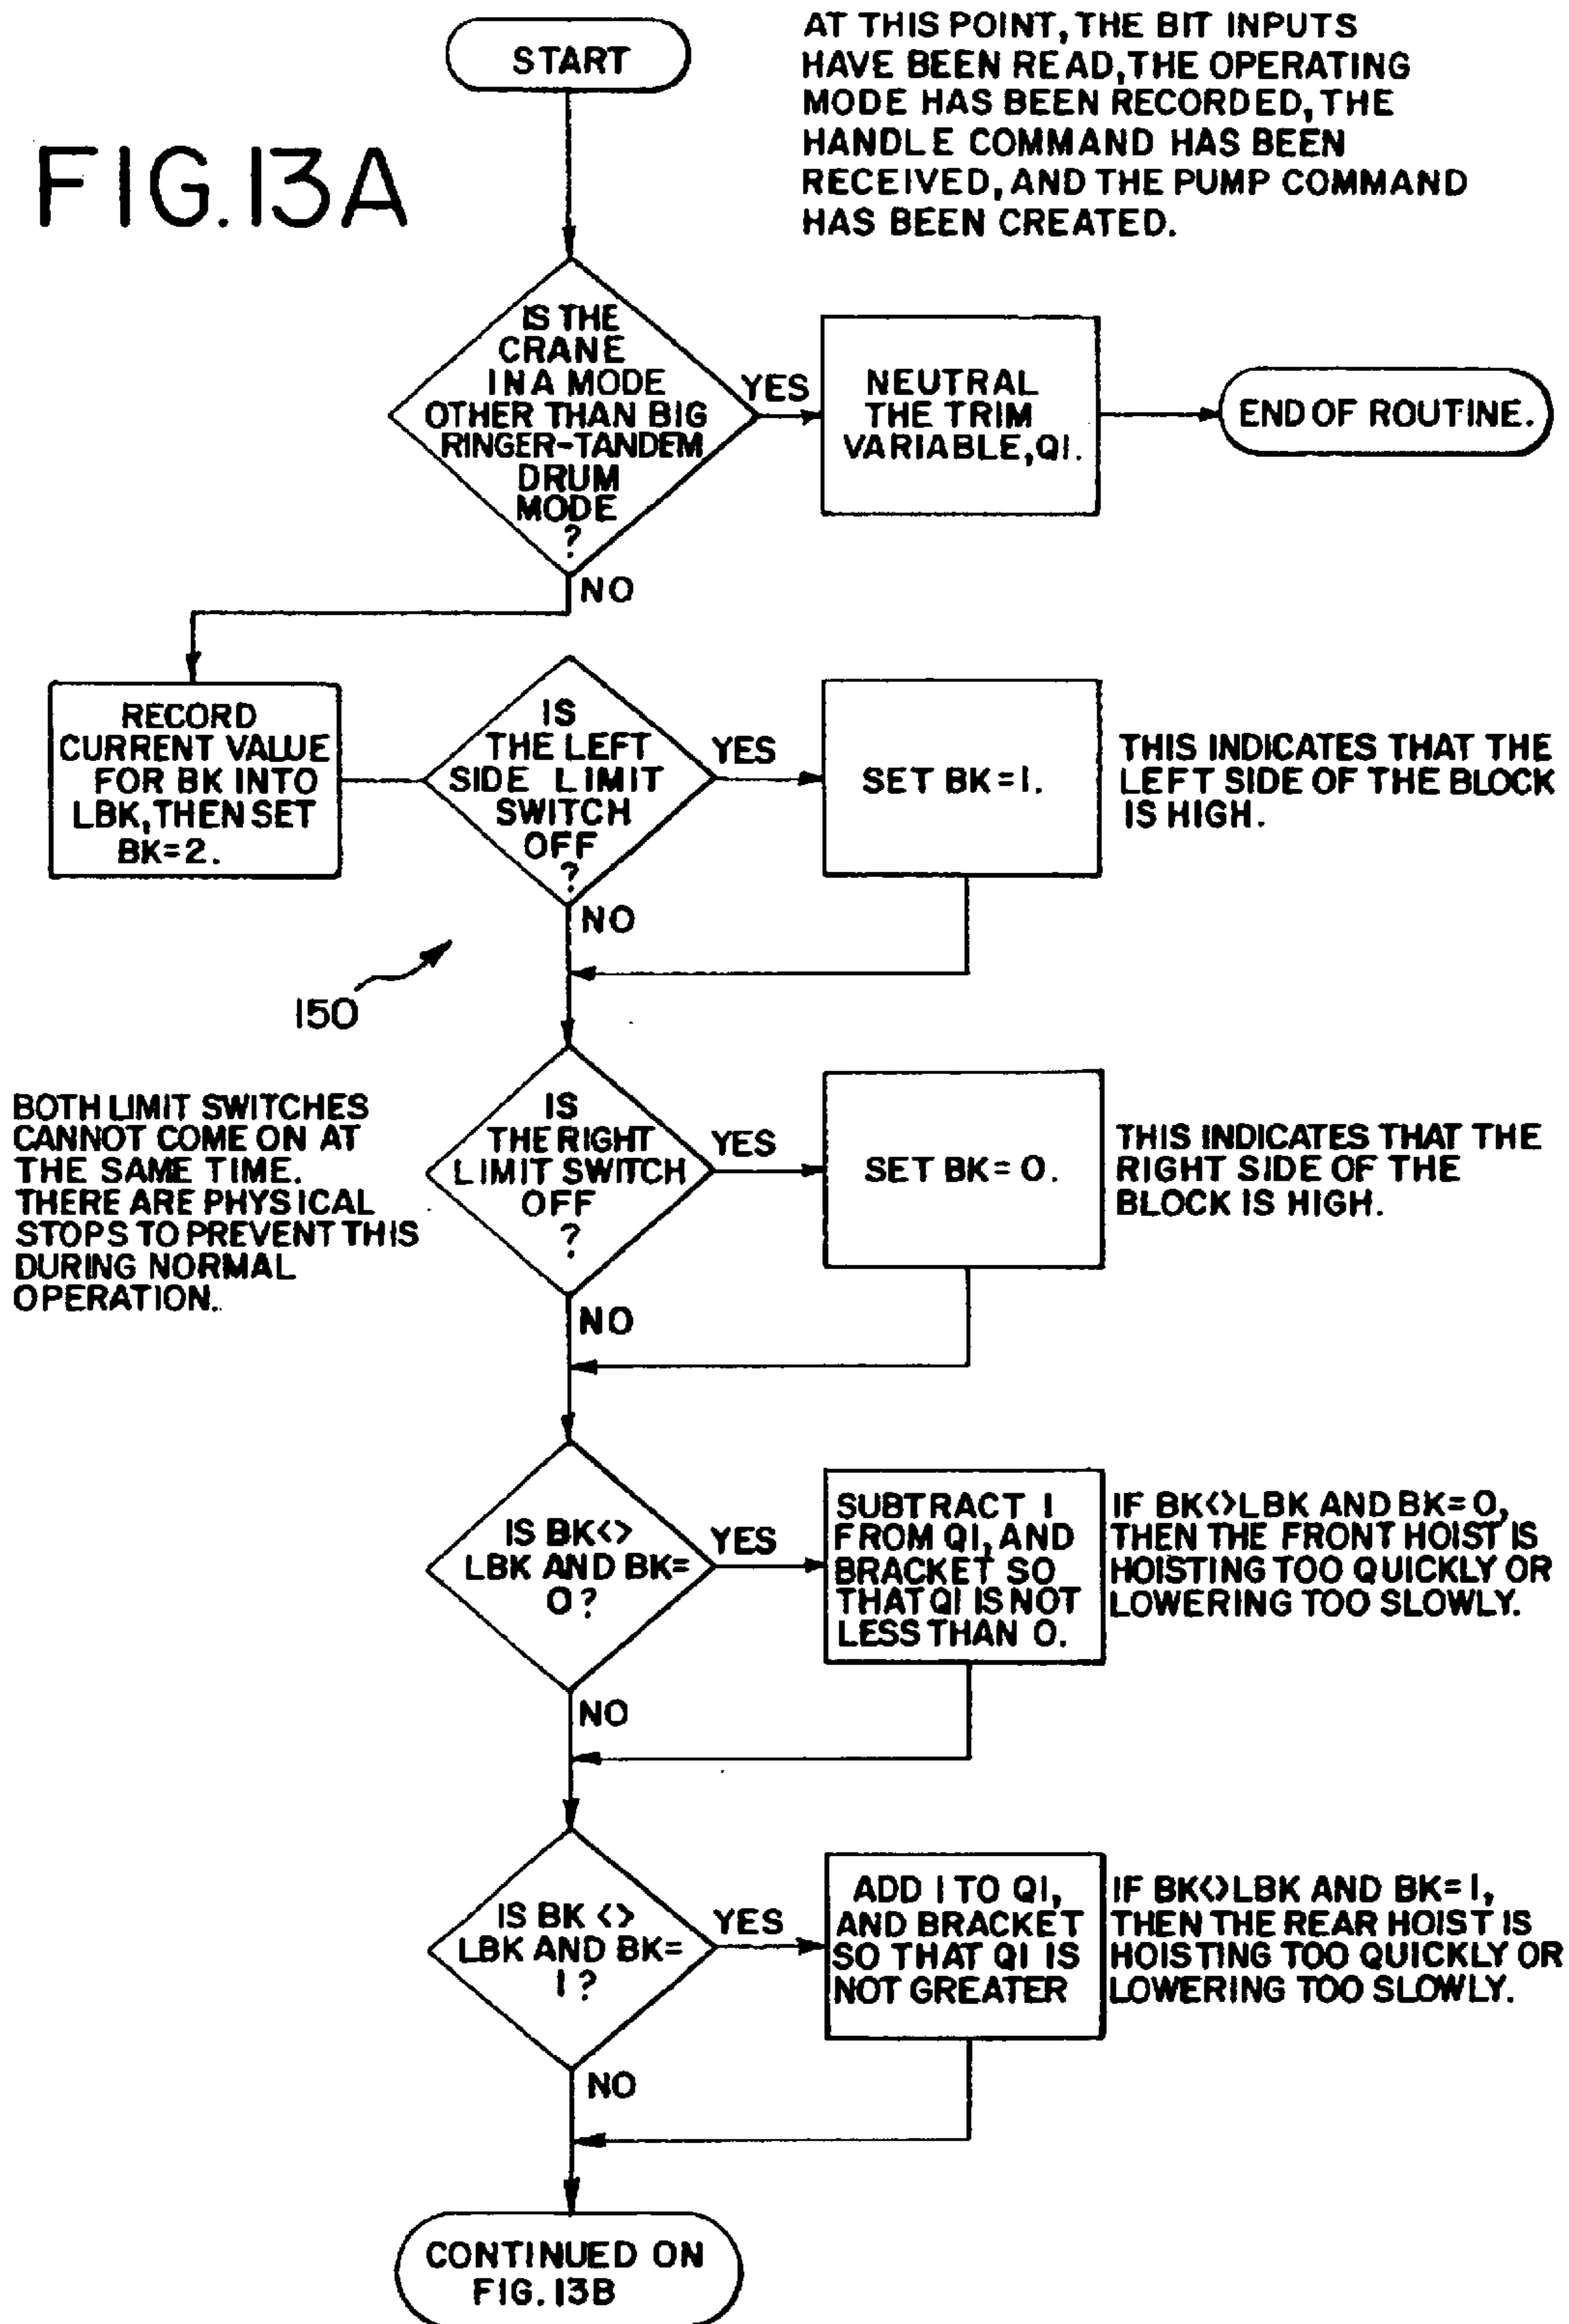 START
AT THIS POINT, THE BIT INPUTS
HAVE BEEN READ, THE OPERATING
MODE HAS BEEN RECORDED, THE
HANDLE COMMAND HAS BEEN
RECEIVED, AND THE PUMP COMMAND
HAS BEEN CREATED.
FIG. 13A
IS THE
CRANE
IN A MODE
OTHER THAN BIG
RINGER-TANDEM
DRUM
MODE
?
YES
NEUTRAL
THE TRIM
VARIABLE, Q1.
END OF ROUTINE.
NO
RECORD
CURRENT VALUE
FOR BK INTO
LBK, THEN SET
BK=2.
IS
THE LEFT
SIDE LIMIT
SWITCH
OFF
?
YES
SET BK=1.
THIS INDICATES THAT THE
LEFT SIDE OF THE BLOCK
IS HIGH.
NO
150
BOTH LIMIT SWITCHES
CANNOT COME ON AT
THE SAME TIME.
THERE ARE PHYSICAL
STOPS TO PREVENT THIS
DURING NORMAL
OPERATION.
IS
THE RIGHT
LIMIT SWITCH
OFF
?
YES
SET BK=0.
THIS INDICATES THAT THE
RIGHT SIDE OF THE
BLOCK IS HIGH.
NO
IS BK<>
LBK AND BK=
0?
YES
SUBTRACT 1
FROM Q1, AND
BRACKET SO
THAT Q1 IS NOT
LESS THAN 0.
IF BK<>LBK AND BK=0,
THEN THE FRONT HOIST IS
HOISTING TOO QUICKLY OR
LOWERING TOO SLOWLY.
NO
IS BK <>
LBK AND BK=
1?
YES
ADD 1 TO Q1,
AND BRACKET
SO THAT Q1 IS
NOT GREATER
IF BK<>LBK AND BK=1,
THEN THE REAR HOIST IS
HOISTING TOO QUICKLY OR
LOWERING TOO SLOWLY.
NO
CONTINUED ON
FIG. 13B